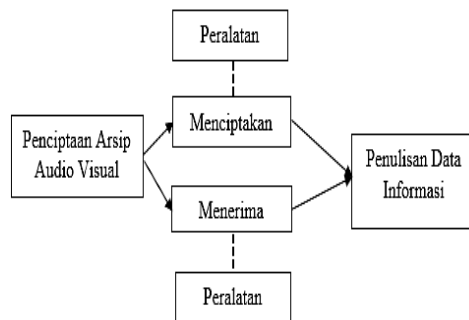 Peralatan
Penciptaan Arsip
Audio Visual
Menciptakan
Menerima
Penulisan Data
Informasi
Peralatan